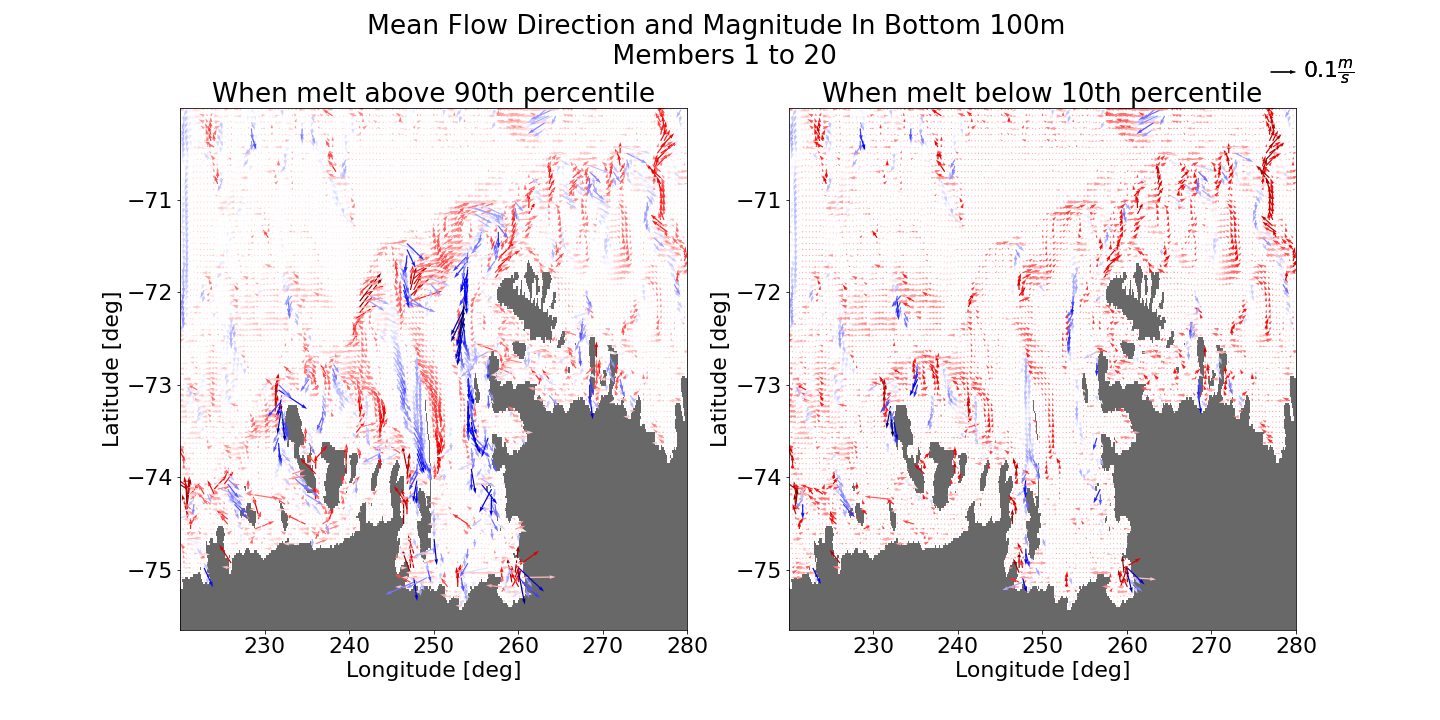 Mean Flow Direction and Magnitude In Bottom 100m
Members 1 to 20
0.1 m/s
When melt above 90th percentile
When melt below 10th percentile
−71
−72
−73
−74
−75
Latitude [deg]
230 240 250 260 270 280
Longitude [deg]
−71
−72
−73
−74
−75
Latitude [deg]
230 240 250 260 270 280
Longitude [deg]